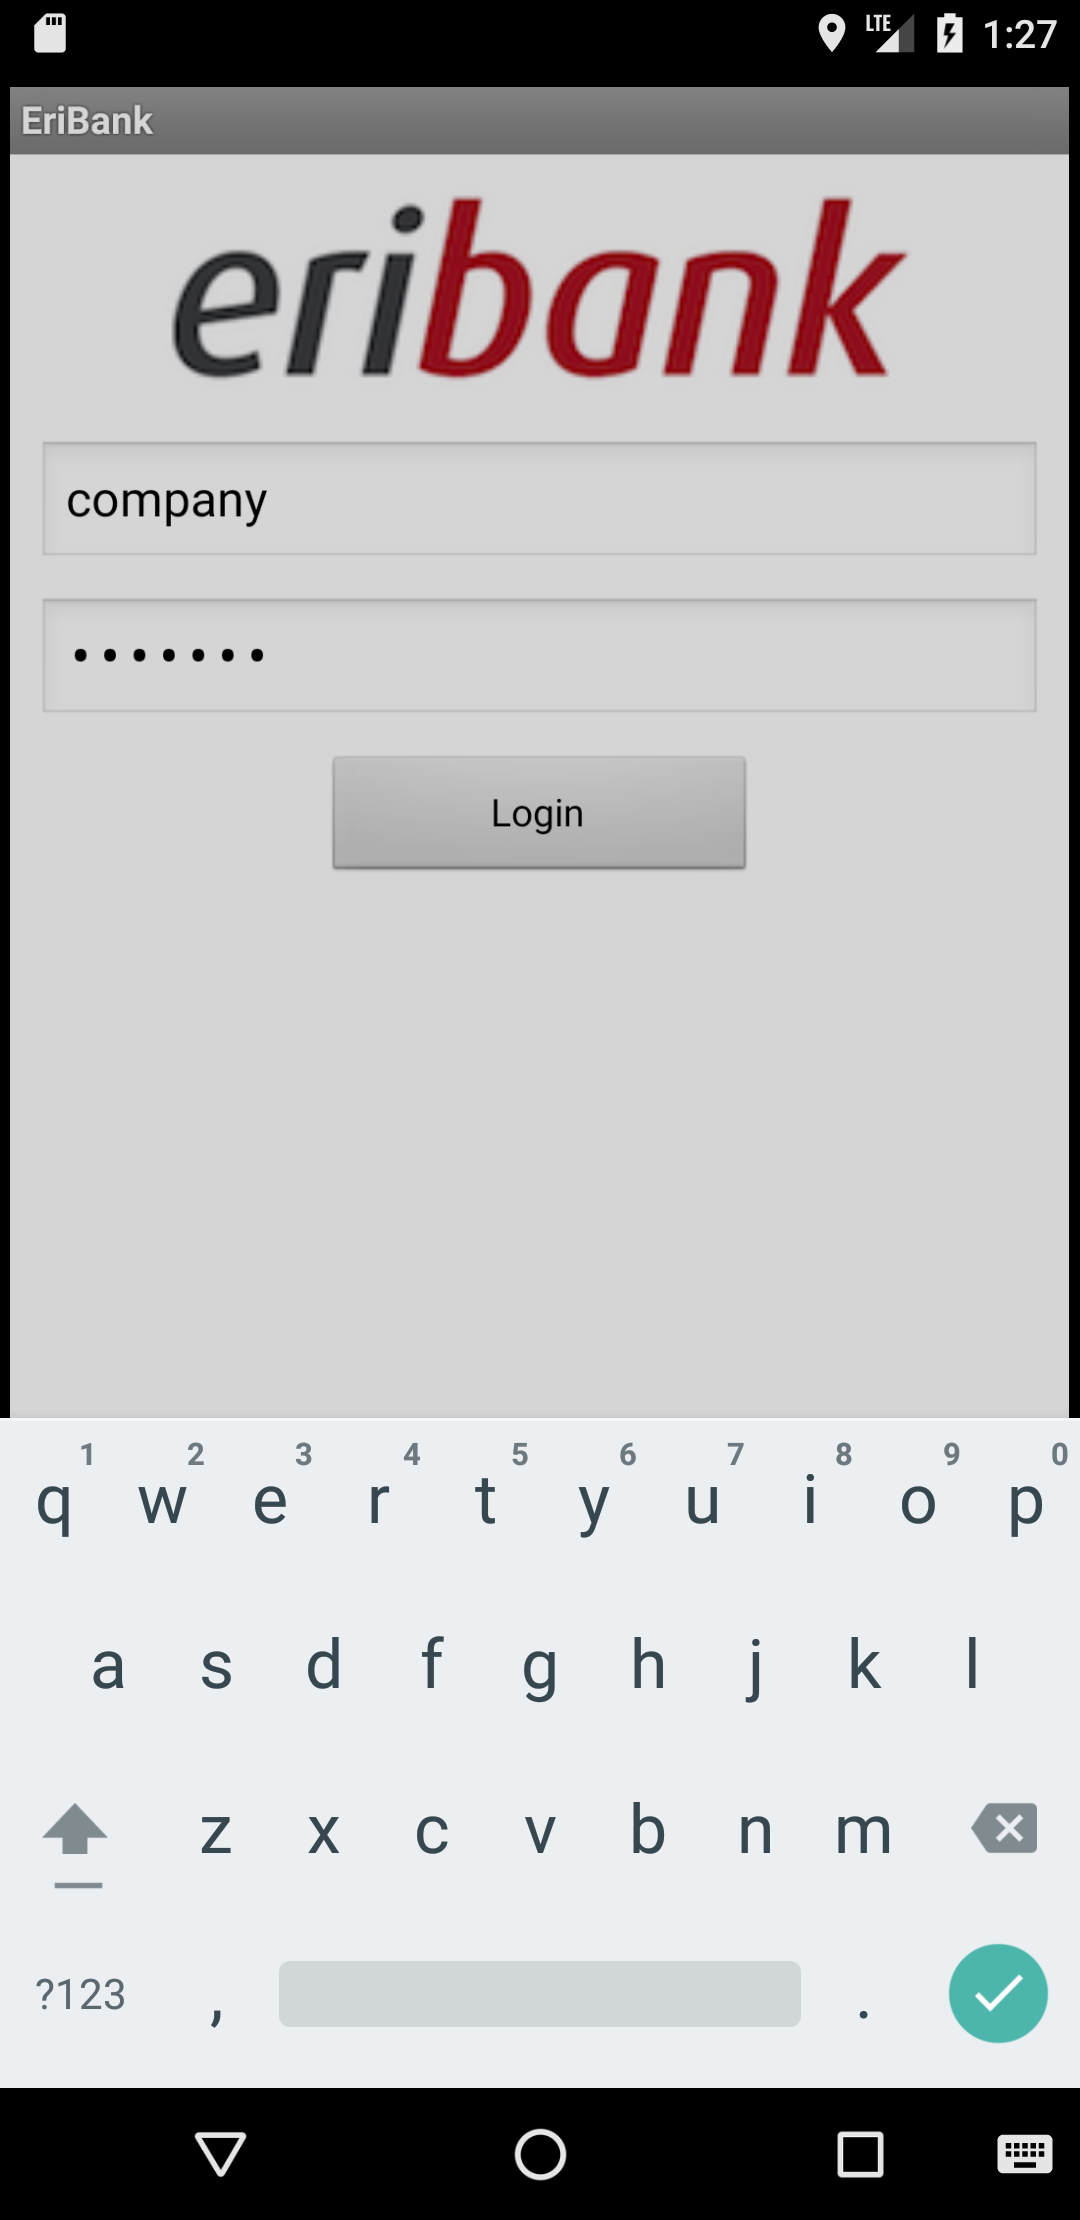 LTE 1:27
EriBank
eribank
company
•••••••
Login
1 2 3 4 5 6 7 8 9 0
q w e r t y u i o p
a s d f g h j k l
z x c v b n m
?123 , .